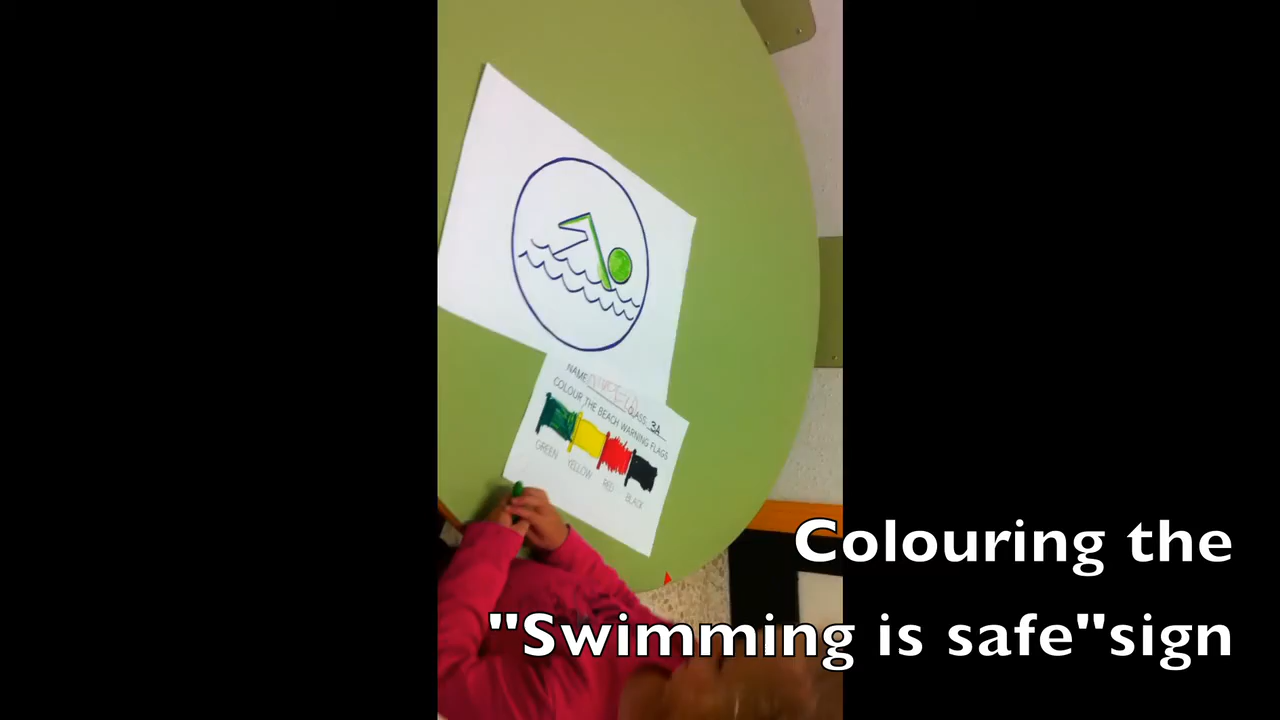 NAME CLASS: 3A
COLOUR THE BEACH WARNING FLAGS
GREEN YELLOW RED BLACK
Colouring the
"Swimming is safe"sign